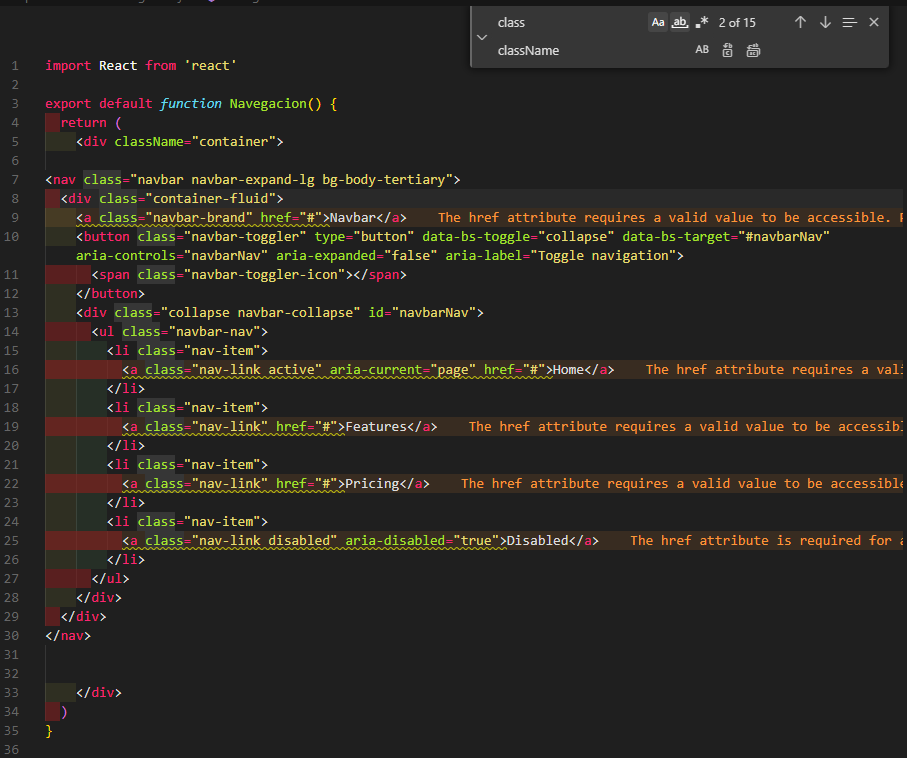 class Aa ab 2 of 15
className AB
1 import React from 'react'
2
3 export default function Navegacion() {
4 return (
5 <div className="container">
6
7 <nav class="navbar navbar-expand-lg bg-body-tertiary">
8 <div class="container-fluid">
9 <a class="navbar-brand" href="#">Navbar</a> The href attribute requires a valid value to be accessible.
10 <button class="navbar-toggler" type="button" data-bs-toggle="collapse" data-bs-target="#navbarNav"
aria-controls="navbarNav" aria-expanded="false" aria-label="Toggle navigation">
11 <span class="navbar-toggler-icon"></span>
12 </button>
13 <div class="collapse navbar-collapse" id="navbarNav">
14 <ul class="navbar-nav">
15 <li class="nav-item">
16 <a class="nav-link active" aria-current="page" href="#">Home</a> The href attribute requires a vali
17 </li>
18 <li class="nav-item">
19 <a class="nav-link" href="#">Features</a> The href attribute requires a valid value to be accessibl
20 </li>
21 <li class="nav-item">
22 <a class="nav-link" href="#">Pricing</a> The href attribute requires a valid value to be accessible
23 </li>
24 <li class="nav-item">
25 <a class="nav-link disabled" aria-disabled="true">Disabled</a> The href attribute is required for a
26 </li>
27 </ul>
28 </div>
29 </div>
30 </nav>
31
32
33 </div>
34 )
35 }
36